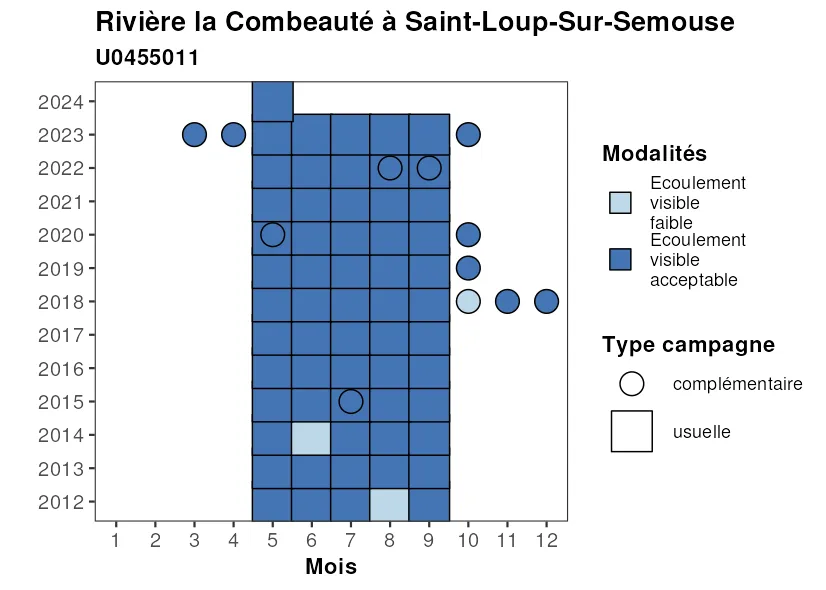 Rivière la Combeauté à Saint-Loup-Sur-Semouse
U0455011
2024
2023
2022
2021
2020
2019
2018
2017
2016
2015
2014
2013
2012
1 2 3 4 5 6 7 8 9 10 11 12
Mois
Modalités
Ecoulement
visible
faible
Ecoulement
visible
acceptable
Type campagne
complémentaire
usuelle